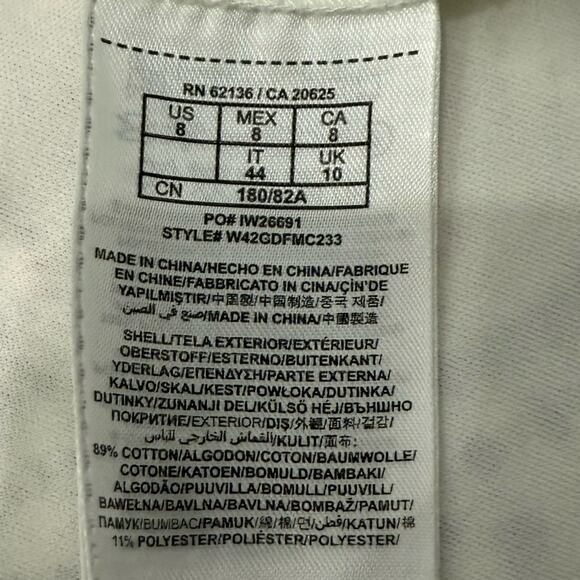 RN 62136 / CA 20625
US 8 MEX 8 CA 8
IT 44 UK 10
CN 180/82A
PO# IW26691
STYLE# W42GDFMC233
MADE IN CHINA/HECHO EN CHINA/FABRIQUE
EN CHINE/FABBRICATO IN CINA/ÇİN'DE
YAPILMIŞTIR/中国製/中国制造/중국 제품/
صنع في الصين/MADE IN CHINA/中國製造
SHELL/TELA EXTERIOR/EXTÉRIEUR/
OBERSTOFF/ESTERNO/BUITENKANT/
YDERLAG/ΕΠΕΝΔΥΣΗ/PARTE EXTERNA/
KALVO/SKAL/KEST/POWŁOKA/DUTINKA/
DUTINKY/ZUNANJI DEL/KÜLSŐ HÉJ/ВЪНШНО
ПОКРИТИЕ/EXTERIOR/DIŞ/外観/面料/겉감/
القماش الخارجي للباس/KULIT/面布:
89% COTTON/ALGODON/COTON/BAUMWOLLE/
COTONE/KATOEN/BOMULD/ΒΑΜΒΑΚΙ/
ALGODÃO/PUUVILLA/BOMULL/PUUVILL/
BAWEŁNA/BAVLNA/BAVLNA/BOMBAŽ/PAMUT/
ПАМУК/BUMBAC/PAMUK/綿/棉/면/قطن/KATUN/棉
11% POLYESTER/POLIÉSTER/POLYESTER/